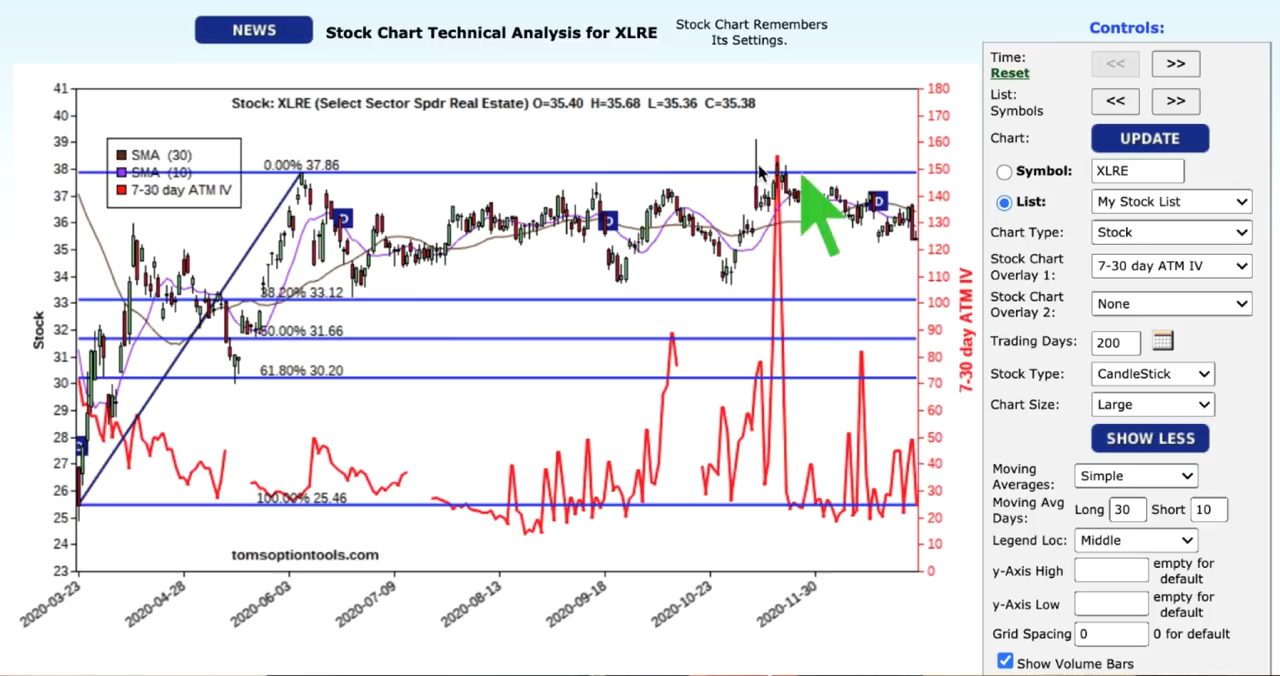 NEWS
Stock Chart Technical Analysis for XLRE
Stock Chart Remembers
Its Settings.
Controls:
Time:
Reset
<< >>
List:
Symbols
<< >>
Chart:
UPDATE
Symbol:
XLRE
List:
My Stock List
Chart Type:
Stock
Stock Chart
Overlay 1:
7-30 day ATM IV
Stock Chart
Overlay 2:
None
Trading Days:
200
Stock Type:
CandleStick
Chart Size:
Large
SHOW LESS
Moving
Averages:
Simple
Moving Avg
Days:
Long 30 Short 10
Legend Loc:
Middle
y-Axis High
empty for
default
y-Axis Low
empty for
default
Grid Spacing 0 0 for default
Show Volume Bars
Stock: XLRE (Select Sector Spdr Real Estate) O=35.40 H=35.68 L=35.36 C=35.38
SMA (30)
SMA (10)
7-30 day ATM IV
0.00% 37.86
38.20% 33.12
50.00% 31.66
61.80% 30.20
100.00% 25.46
D
D
D
D
tomsoptiontools.com
Stock
41
40
39
38
37
36
35
34
33
32
31
30
29
28
27
26
25
24
23
180
170
160
150
140
130
120
110
100
90
80
70
60
50
40
30
20
10
0
7-30 day ATM IV
2020-03-23
2020-04-28
2020-06-03
2020-07-09
2020-08-13
2020-09-18
2020-10-23
2020-11-30